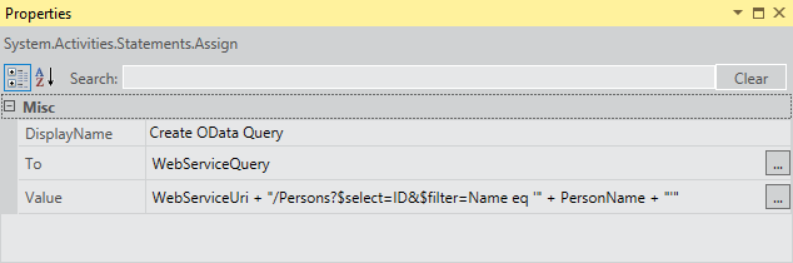 Properties
System.Activities.Statements.Assign
Search:
Clear
Misc
DisplayName Create OData Query
To WebServiceQuery ...
Value WebServiceUri + "/Persons?$select=ID&$filter=Name eq '" + PersonName + "'" ...